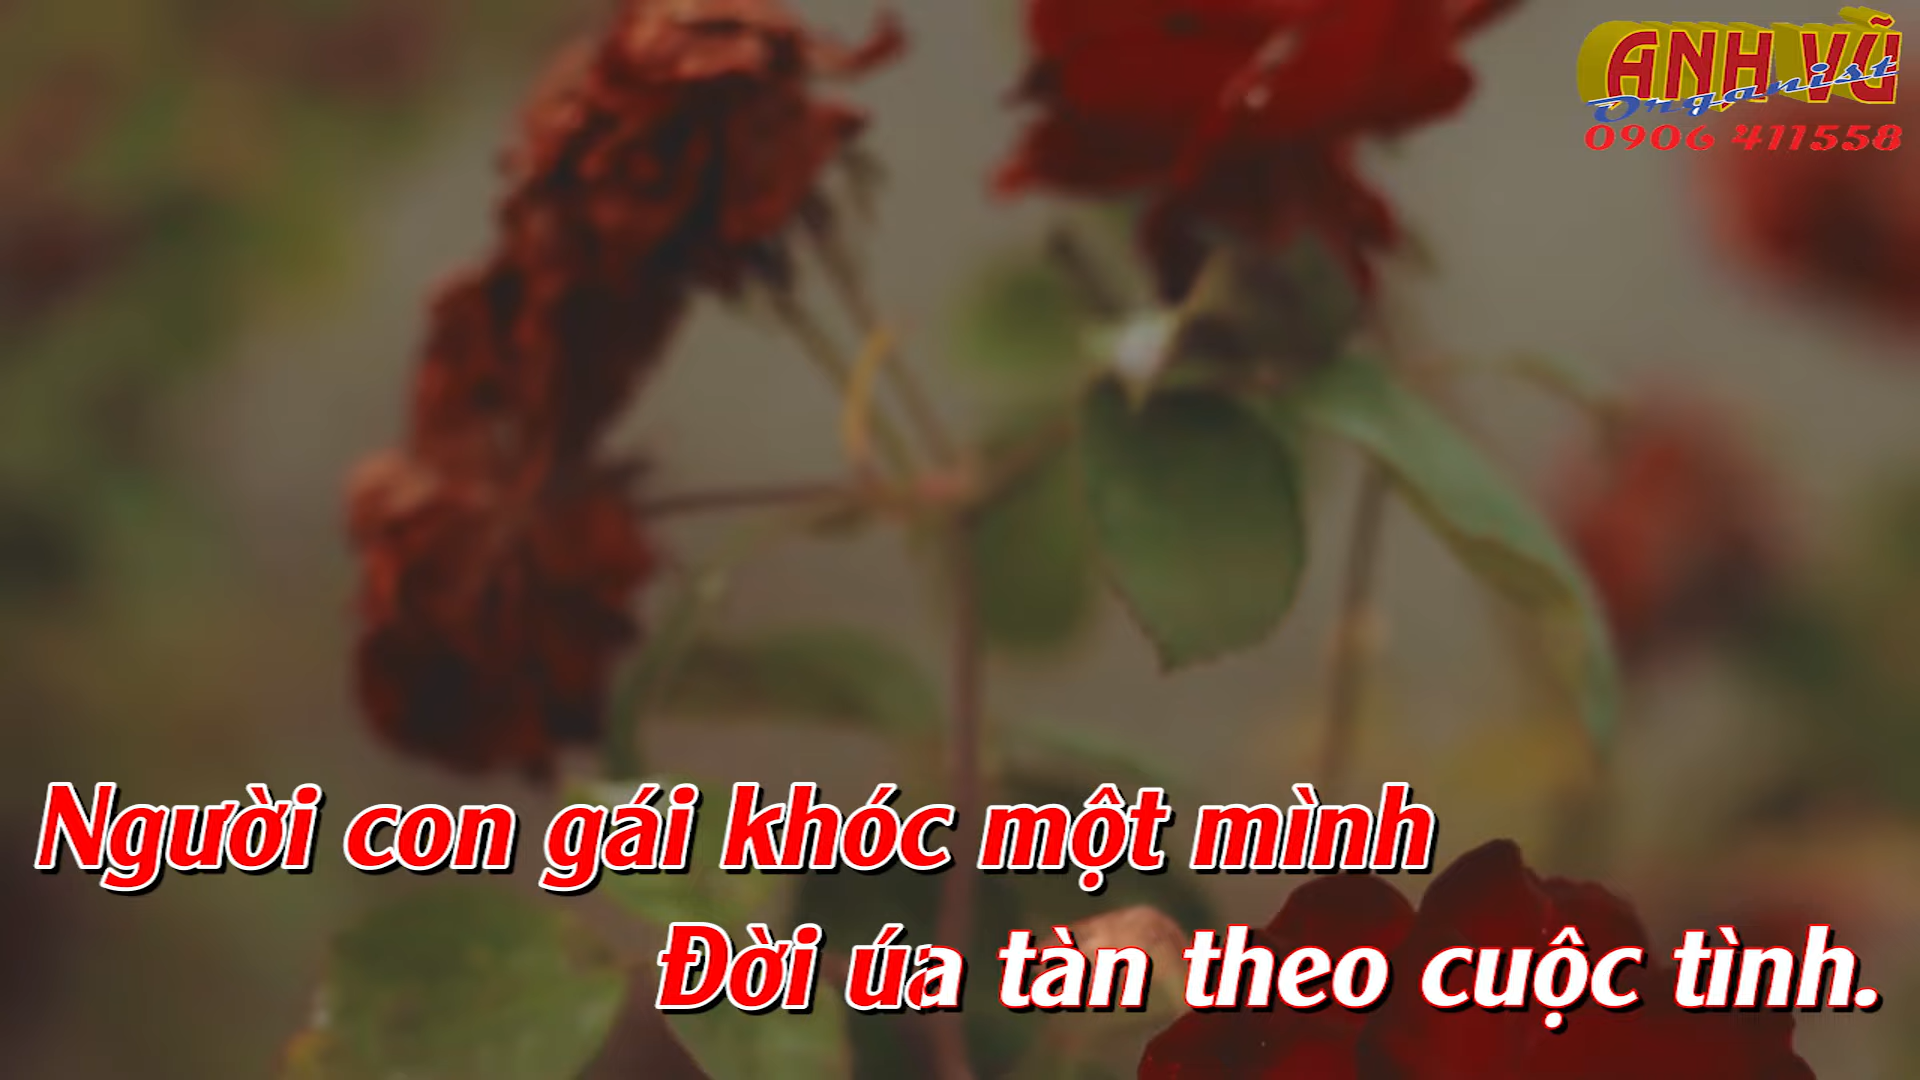 ANH VŨ
Organist
0906 411558
Người con gái khóc một mình
Đời úa tàn theo cuộc tình.